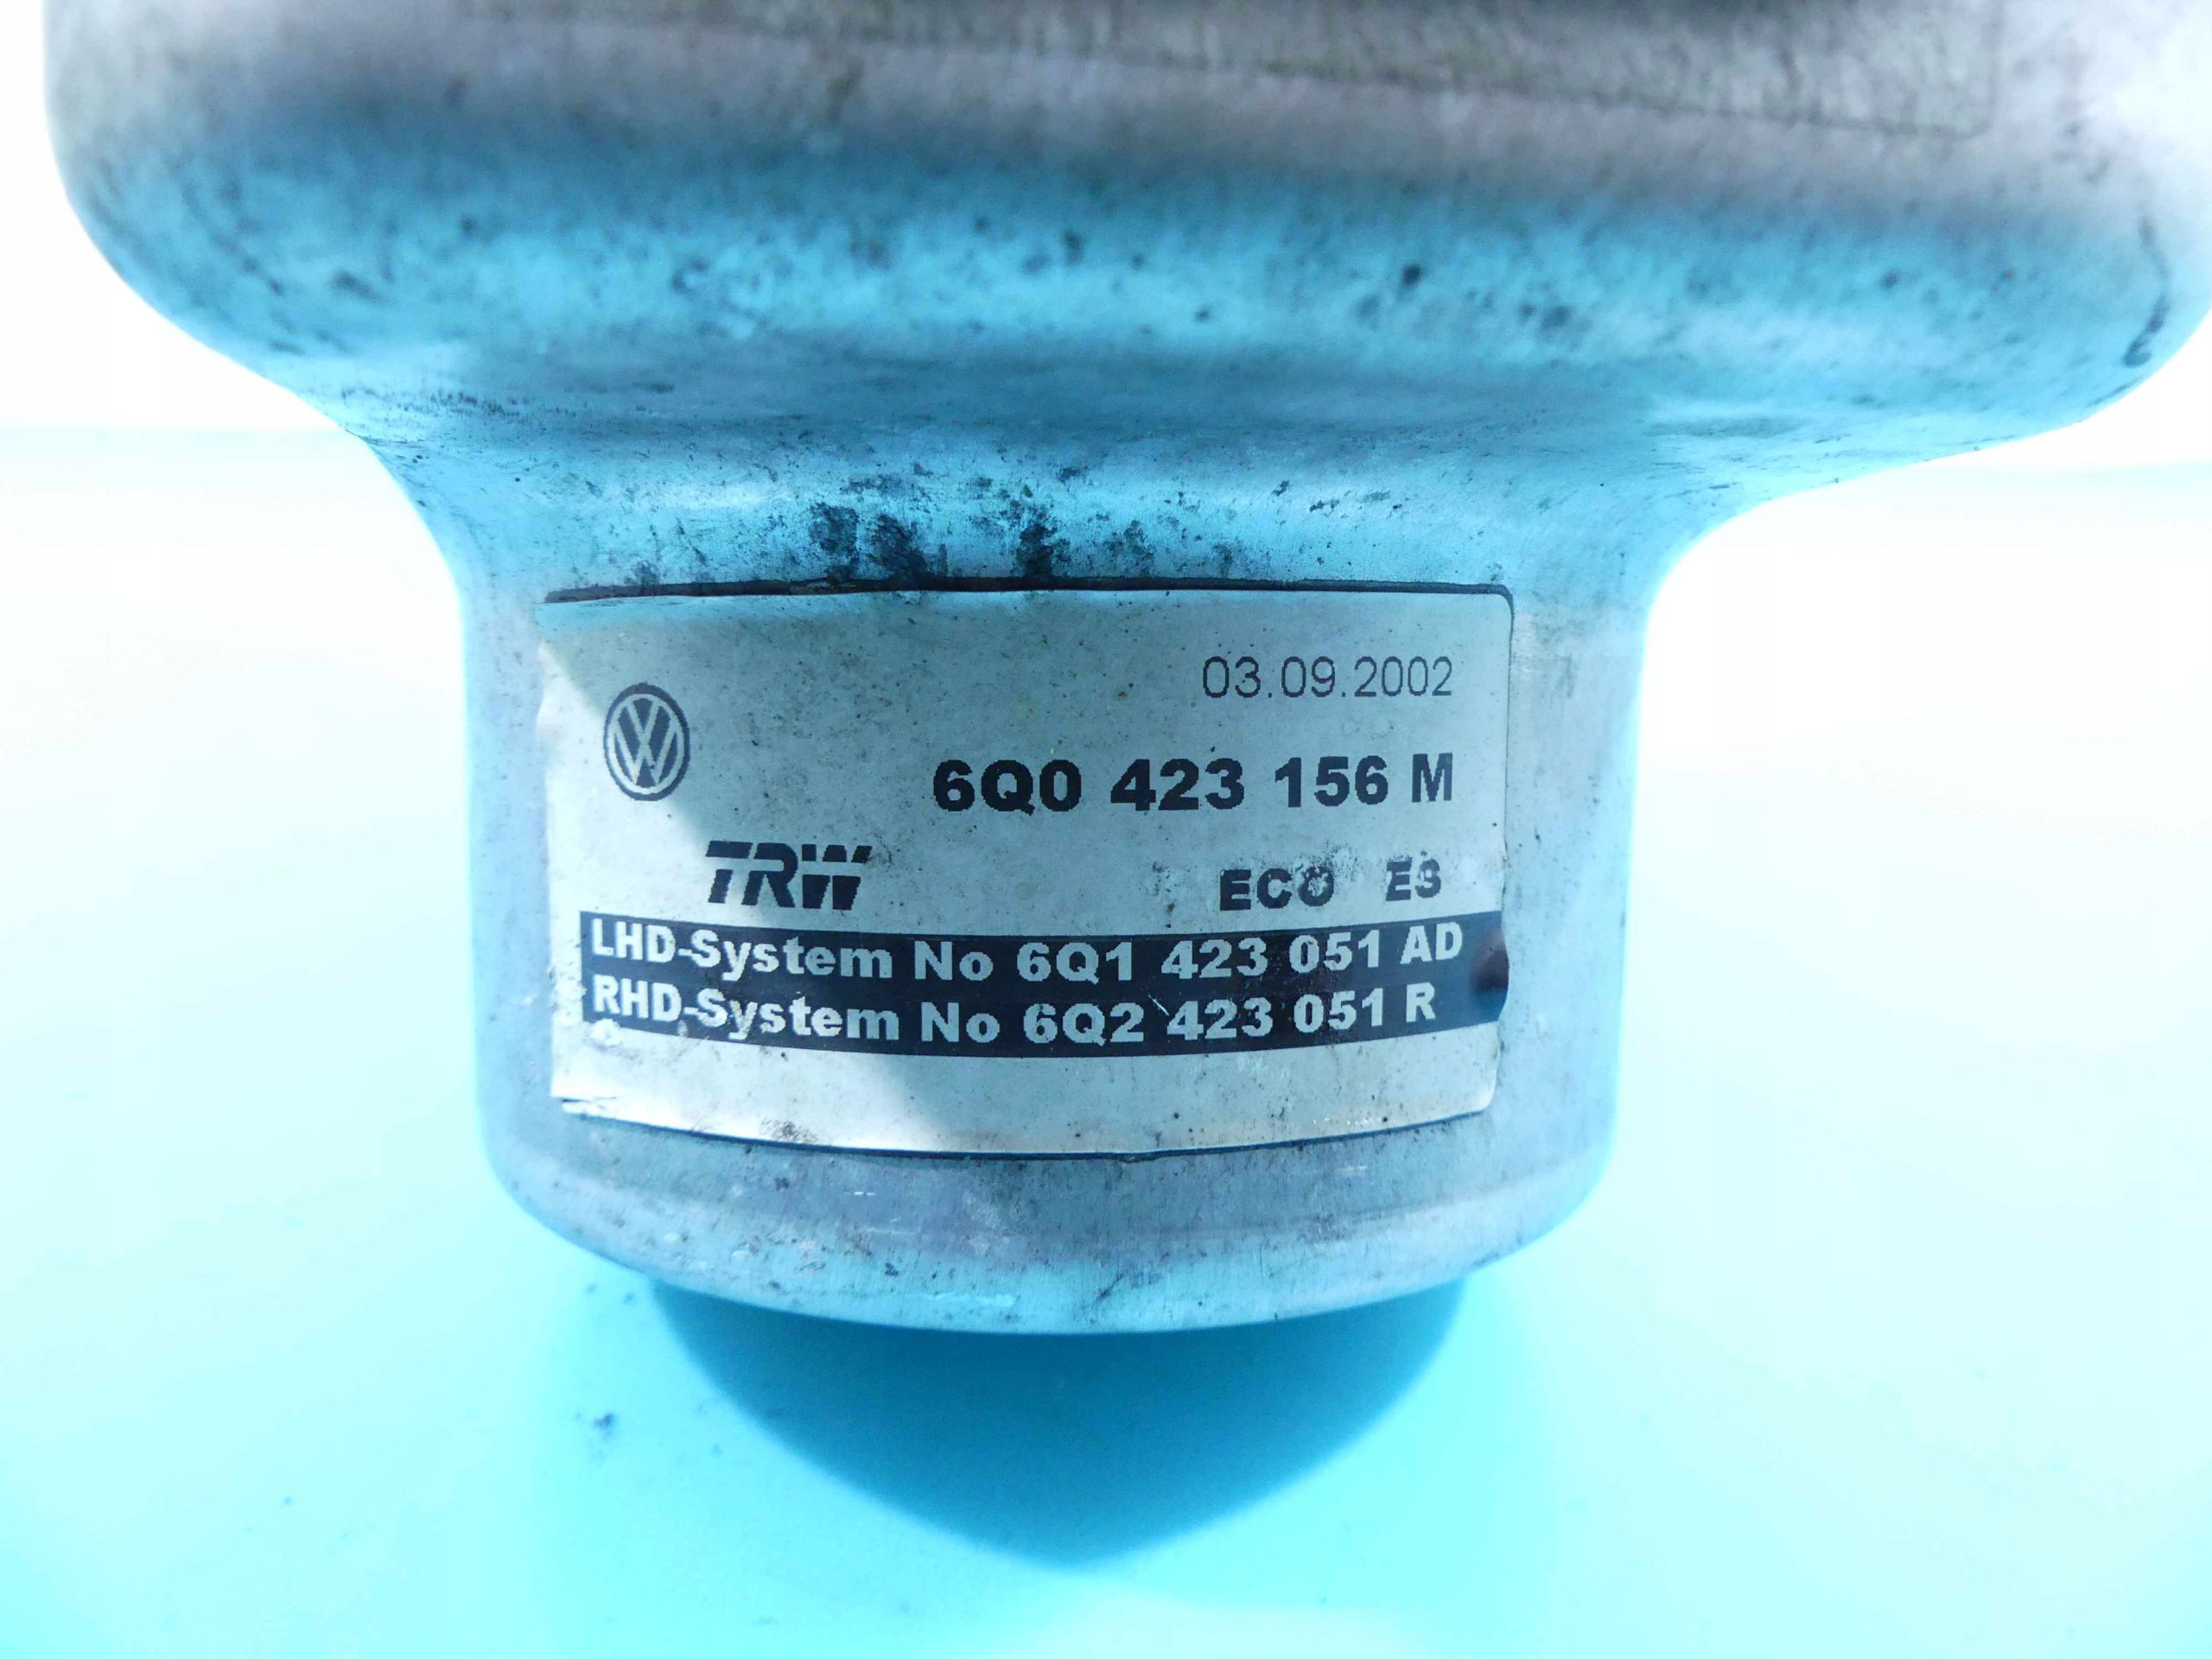 03.09.2002
6Q0 423 156 M
TRW
ECO
LHD-System No 6Q1 423 051 AD
RHD-System No 6Q2 423 051 R